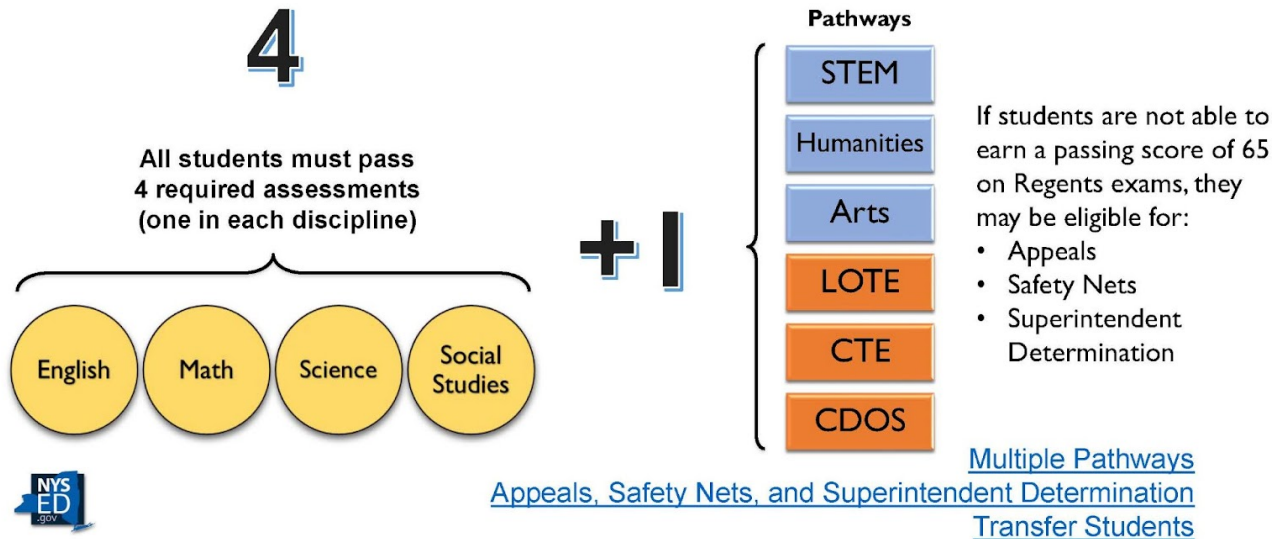 4
All students must pass
4 required assessments
(one in each discipline)
English
Math
Science
Social
Studies
+1
Pathways
STEM
Humanities
Arts
LOTE
CTE
CDOS
If students are not able to
earn a passing score of 65
on Regents exams, they
may be eligible for:
• Appeals
• Safety Nets
• Superintendent
Determination
Multiple Pathways
Appeals, Safety Nets, and Superintendent Determination
Transfer Students
NYS
ED
.gov